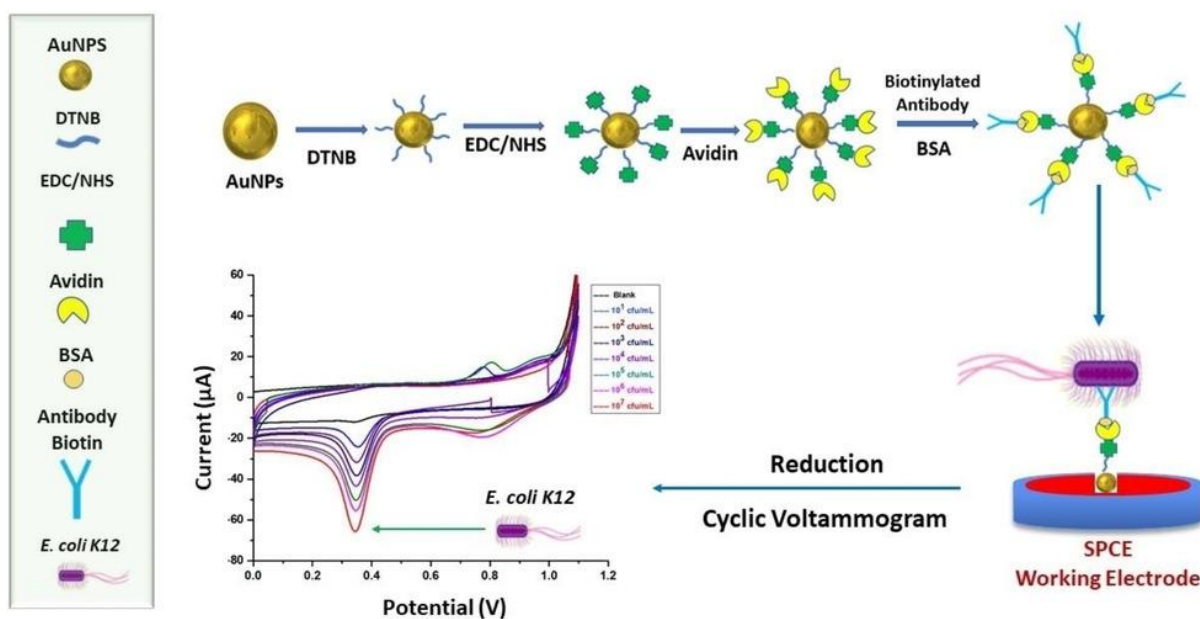 AuNPS
DTNB
EDC/NHS
Avidin
BSA
Antibody
Biotin
E. coli K12
AuNPs
DTNB
EDC/NHS
Avidin
Biotinylated
Antibody
BSA
60
40
20
0
-20
-40
-60
-80
0.0
0.2
0.4
0.6
0.8
1.0
1.2
Current (µA)
Potential (V)
Blank
10¹ cfu/mL
10² cfu/mL
10³ cfu/mL
10⁴ cfu/mL
10⁵ cfu/mL
10⁶ cfu/mL
10⁷ cfu/mL
E. coli K12
Reduction
Cyclic Voltammogram
SPCE
Working Electrode